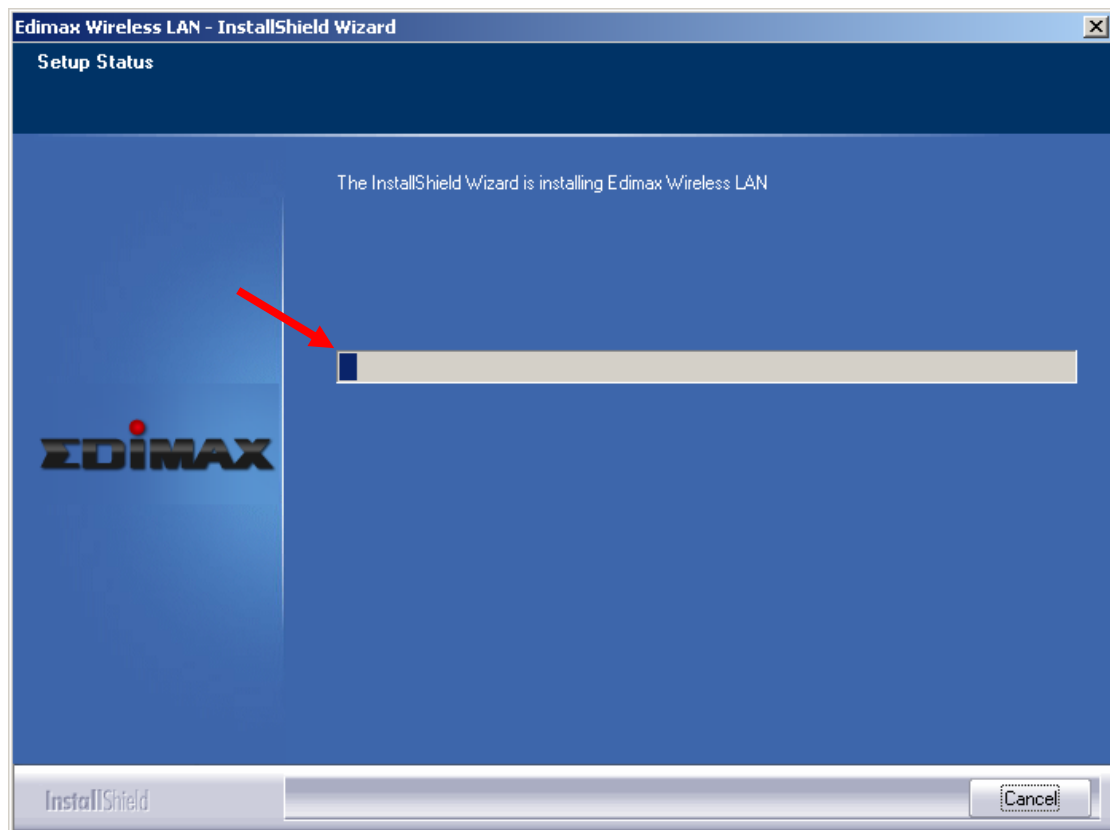 Edimax Wireless LAN - InstallShield Wizard
Setup Status
The InstallShield Wizard is installing Edimax Wireless LAN
EDiMAX
InstallShield
Cancel